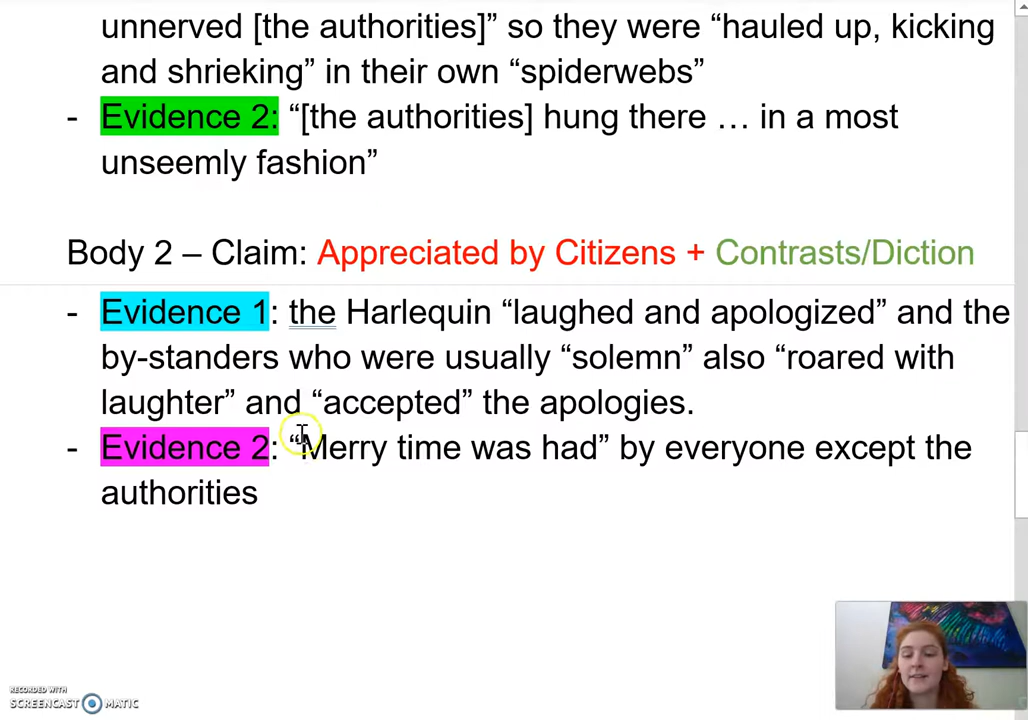 unnerved [the authorities]” so they were “hauled up, kicking
and shrieking” in their own “spiderwebs”
- Evidence 2: “[the authorities] hung there … in a most
unseemly fashion”
Body 2 – Claim: Appreciated by Citizens + Contrasts/Diction
- Evidence 1: the Harlequin “laughed and apologized” and the
by-standers who were usually “solemn” also “roared with
laughter” and “accepted” the apologies.
- Evidence 2: “Merry time was had” by everyone except the
authorities
RECORDED WITH
SCREENCAST MATIC